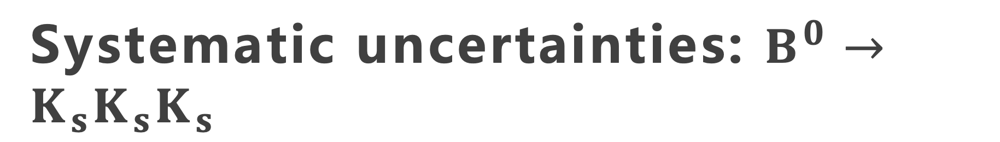 Systematic uncertainties: B⁰ →
KₛKₛKₛ